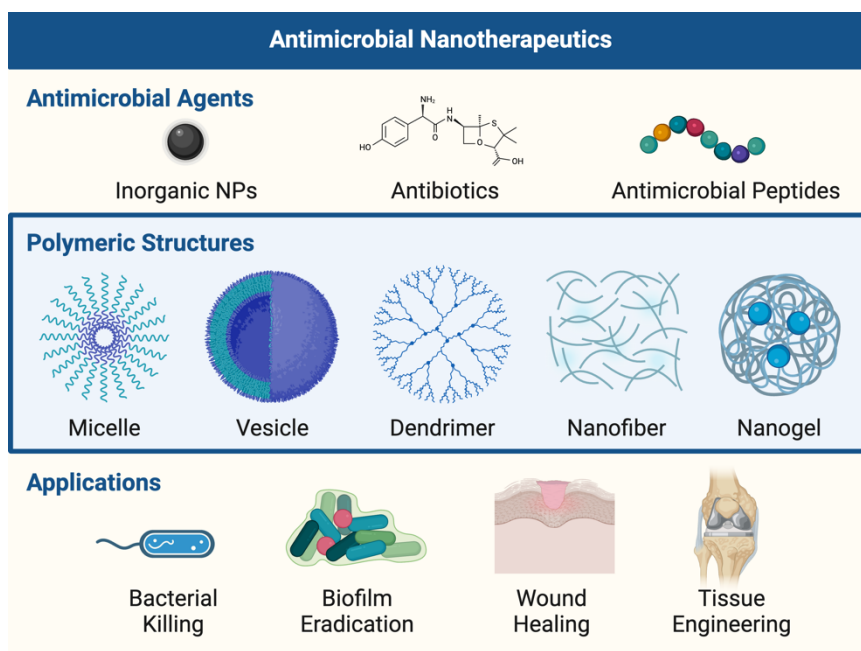 Antimicrobial Nanotherapeutics
Antimicrobial Agents
NH₂
H
N
S
HO
O
O
OH
Inorganic NPs
Antibiotics
Antimicrobial Peptides
Polymeric Structures
Micelle
Vesicle
Dendrimer
Nanofiber
Nanogel
Applications
Bacterial
Killing
Biofilm
Eradication
Wound
Healing
Tissue
Engineering